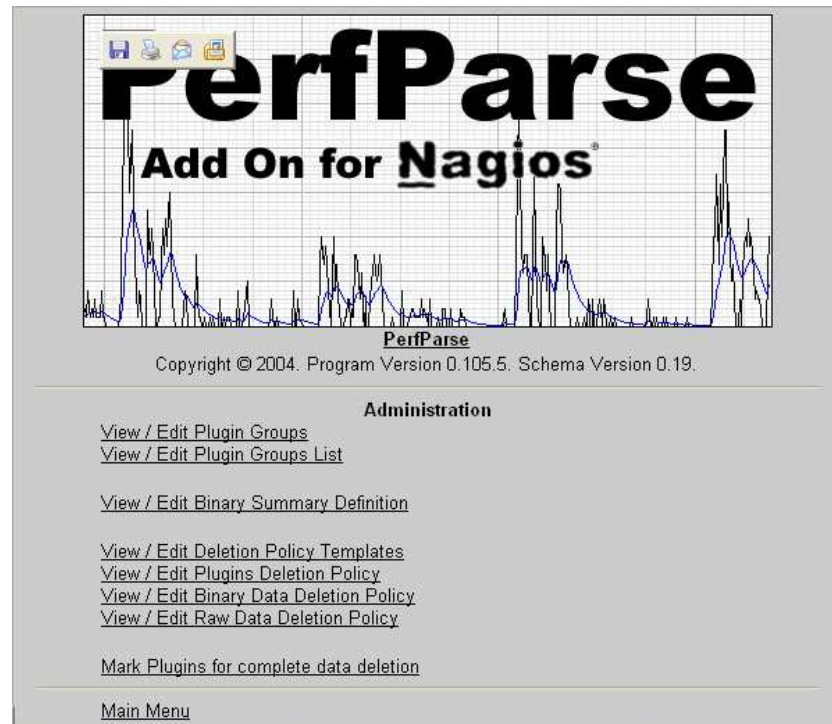 PerfParse
Add On for Nagios®
PerfParse
Copyright © 2004. Program Version 0.105.5. Schema Version 0.19.
Administration
View / Edit Plugin Groups
View / Edit Plugin Groups List
View / Edit Binary Summary Definition
View / Edit Deletion Policy Templates
View / Edit Plugins Deletion Policy
View / Edit Binary Data Deletion Policy
View / Edit Raw Data Deletion Policy
Mark Plugins for complete data deletion
Main Menu